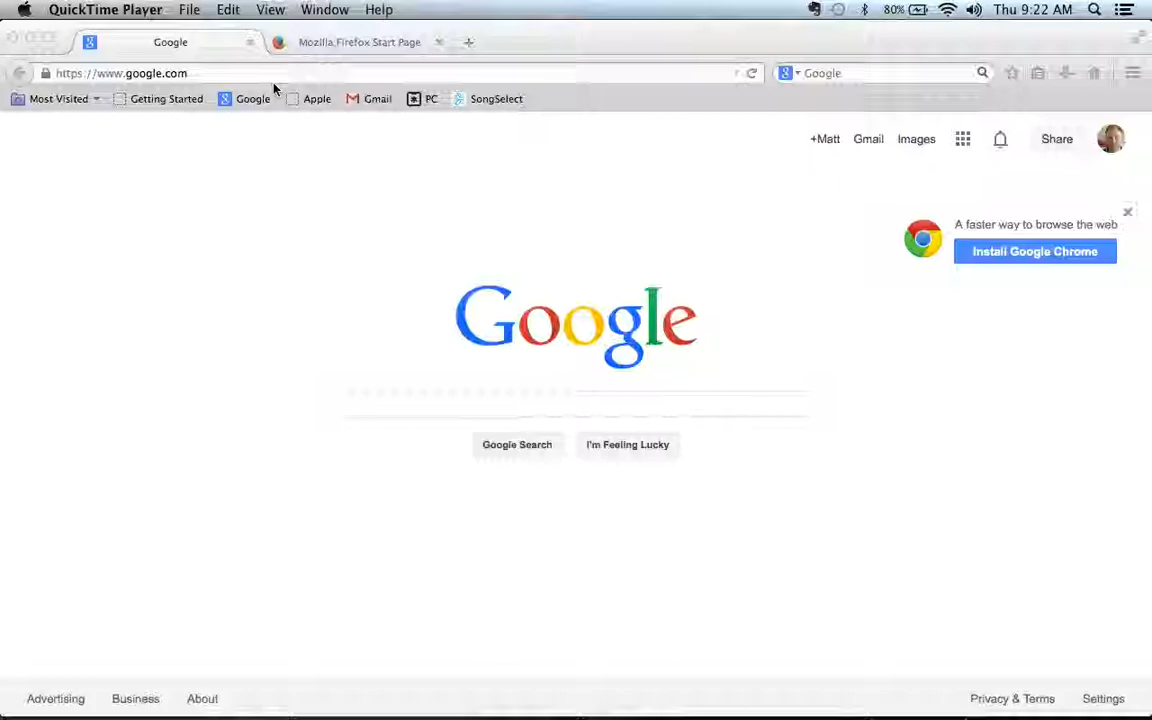 QuickTime Player File Edit View Window Help 80% Thu 9:22 AM
Google Mozilla Firefox Start Page
https://www.google.com Google
Most Visited Getting Started Google Apple Gmail PC SongSelect
+Matt Gmail Images Share
A faster way to browse the web
Install Google Chrome
Google
Google Search I'm Feeling Lucky
Advertising Business About Privacy & Terms Settings